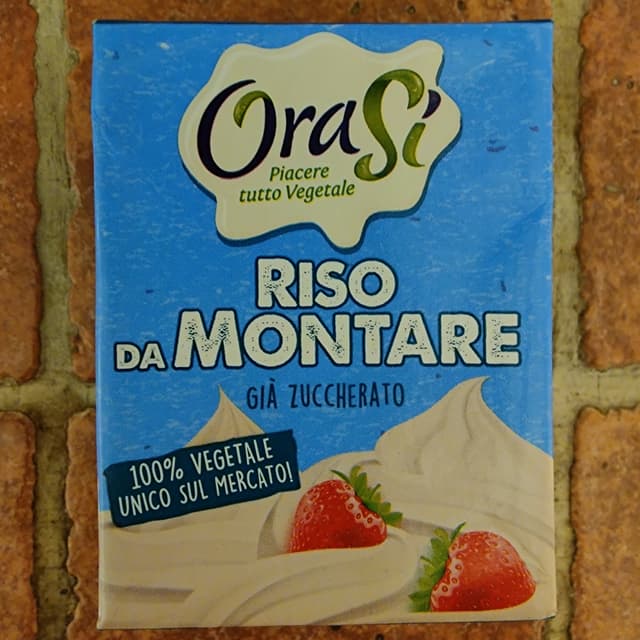 OraSì
Piacere
tutto Vegetale
RISO
DA MONTARE
GIÀ ZUCCHERATO
100% VEGETALE
UNICO SUL MERCATO!